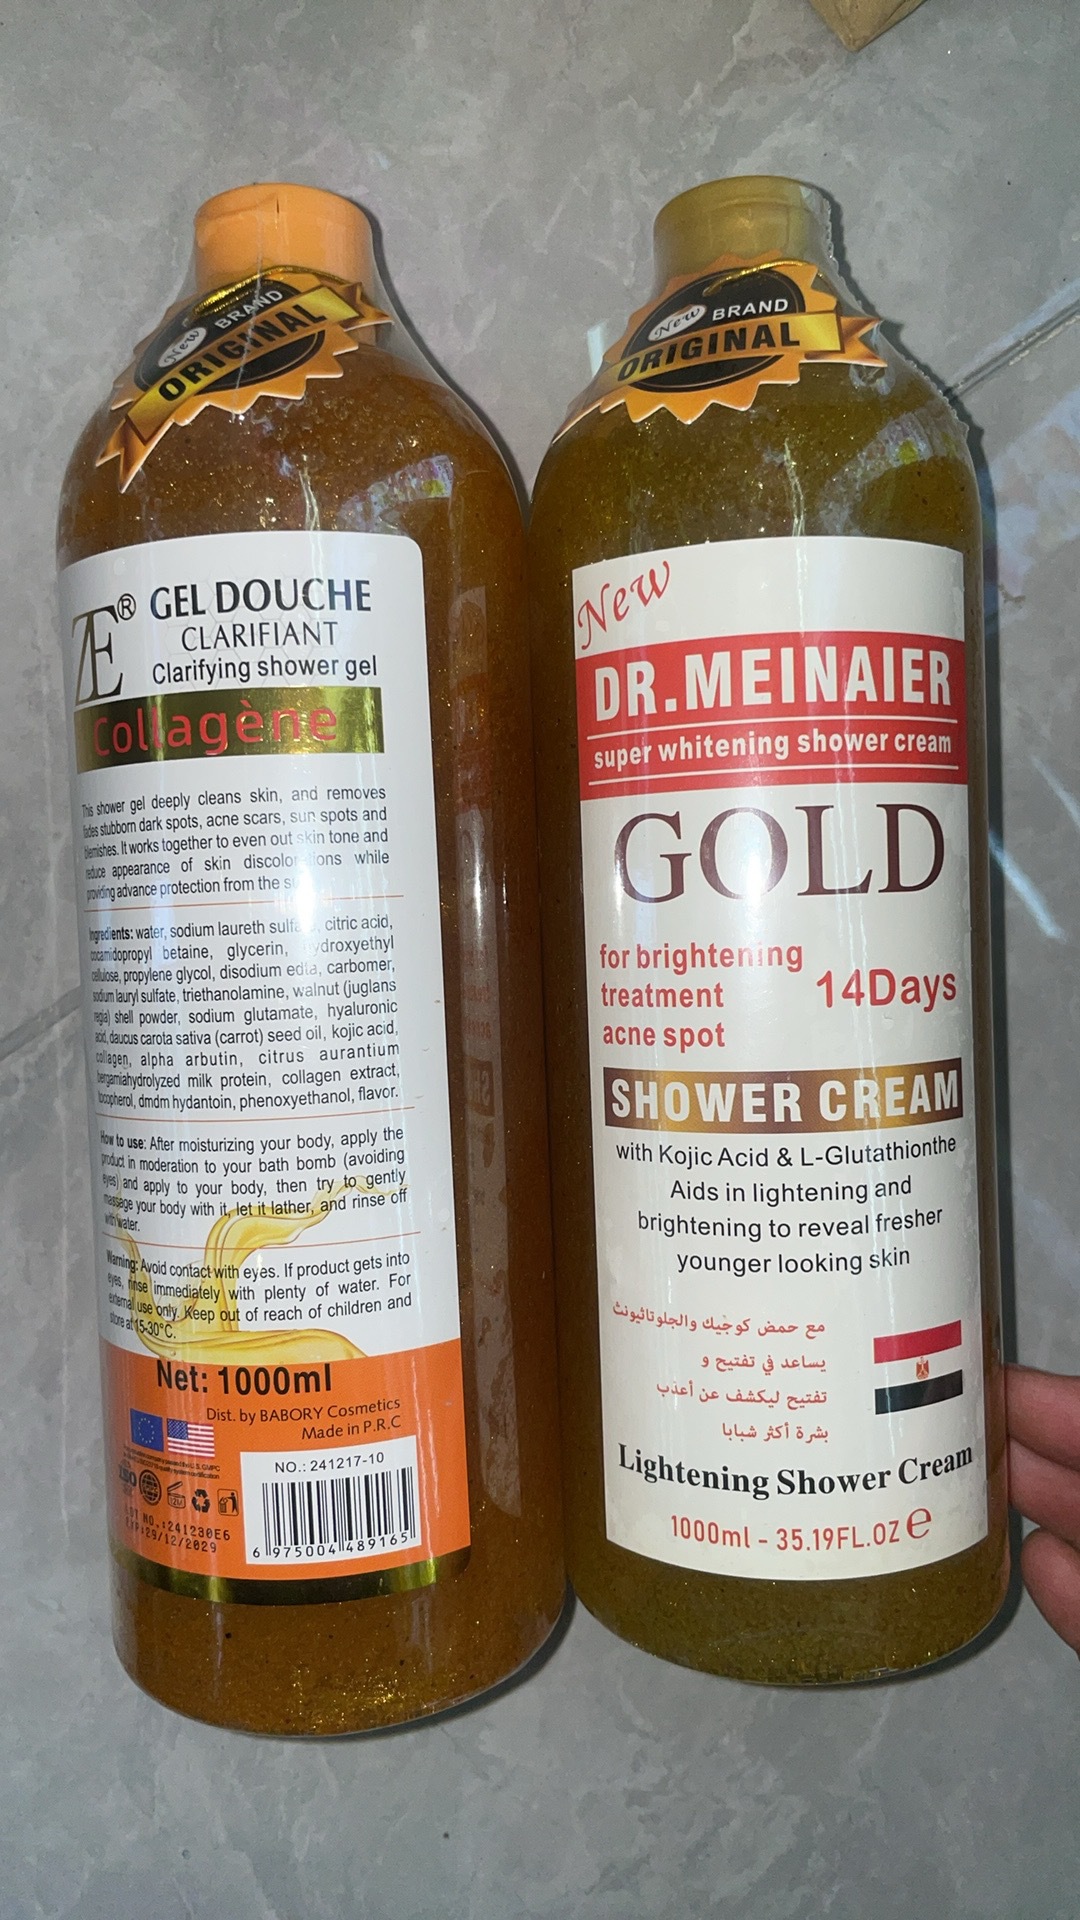 New BRAND
ORIGINAL
Æ® GEL DOUCHE
CLARIFIANT
Clarifying shower gel
Collagène
This shower gel deeply cleans skin, and removes
stubborn dark spots, acne scars, sun spots and
blemishes. It works together to even out skin tone and
reduce appearance of skin while
providing advance protection from the
Ingredients: water, sodium laureth citric acid,
cocamidopropyl betaine, glycerin, hydroxyethyl
cellulose, propylene glycol, disodium edta, carbomer,
sodium lauryl sulfate, triethanolamine, walnut (juglans
regia) shell powder, sodium glutamate, hyaluronic
acid, daucus carota sativa (carrot) seed oil, kojic acid,
collagen, alpha arbutin, citrus aurantium
bergamiahydrolyzed milk protein, collagen extract,
tocopherol, dmdm hydantoin, phenoxyethanol, flavor.
How to use: After moisturizing your body, apply the
product in moderation to your bath bomb (avoiding
eyes) and apply to your body, then try to gently
massage your body with it, let it lather, and rinse off
with water.
Warning: Avoid contact with eyes. If product gets into
eyes, rinse immediately with plenty of water. For
external use only. Keep out of reach of children and
store at 15-30°C.
Net: 1000ml
Dist. by BABORY Cosmetics
Made in P.R.C
ISO
12M
NO.: 241217-10
LOT NO.:241230E6
EXP:29/12/2029
6 975004 489165
New BRAND
ORIGINAL
New
DR.MEINAIER
super whitening shower cream
GOLD
for brightening
treatment 14Days
acne spot
SHOWER CREAM
with Kojic Acid & L-Glutathionthe
Aids in lightening and
brightening to reveal fresher
younger looking skin
مع حمض كوجيك والجلوتاثيونث
يساعد في تفتيح و
تفتيح ليكشف عن أعذب
بشرة أكثر شبابا
Lightening Shower Cream
1000ml - 35.19FL.OZ e